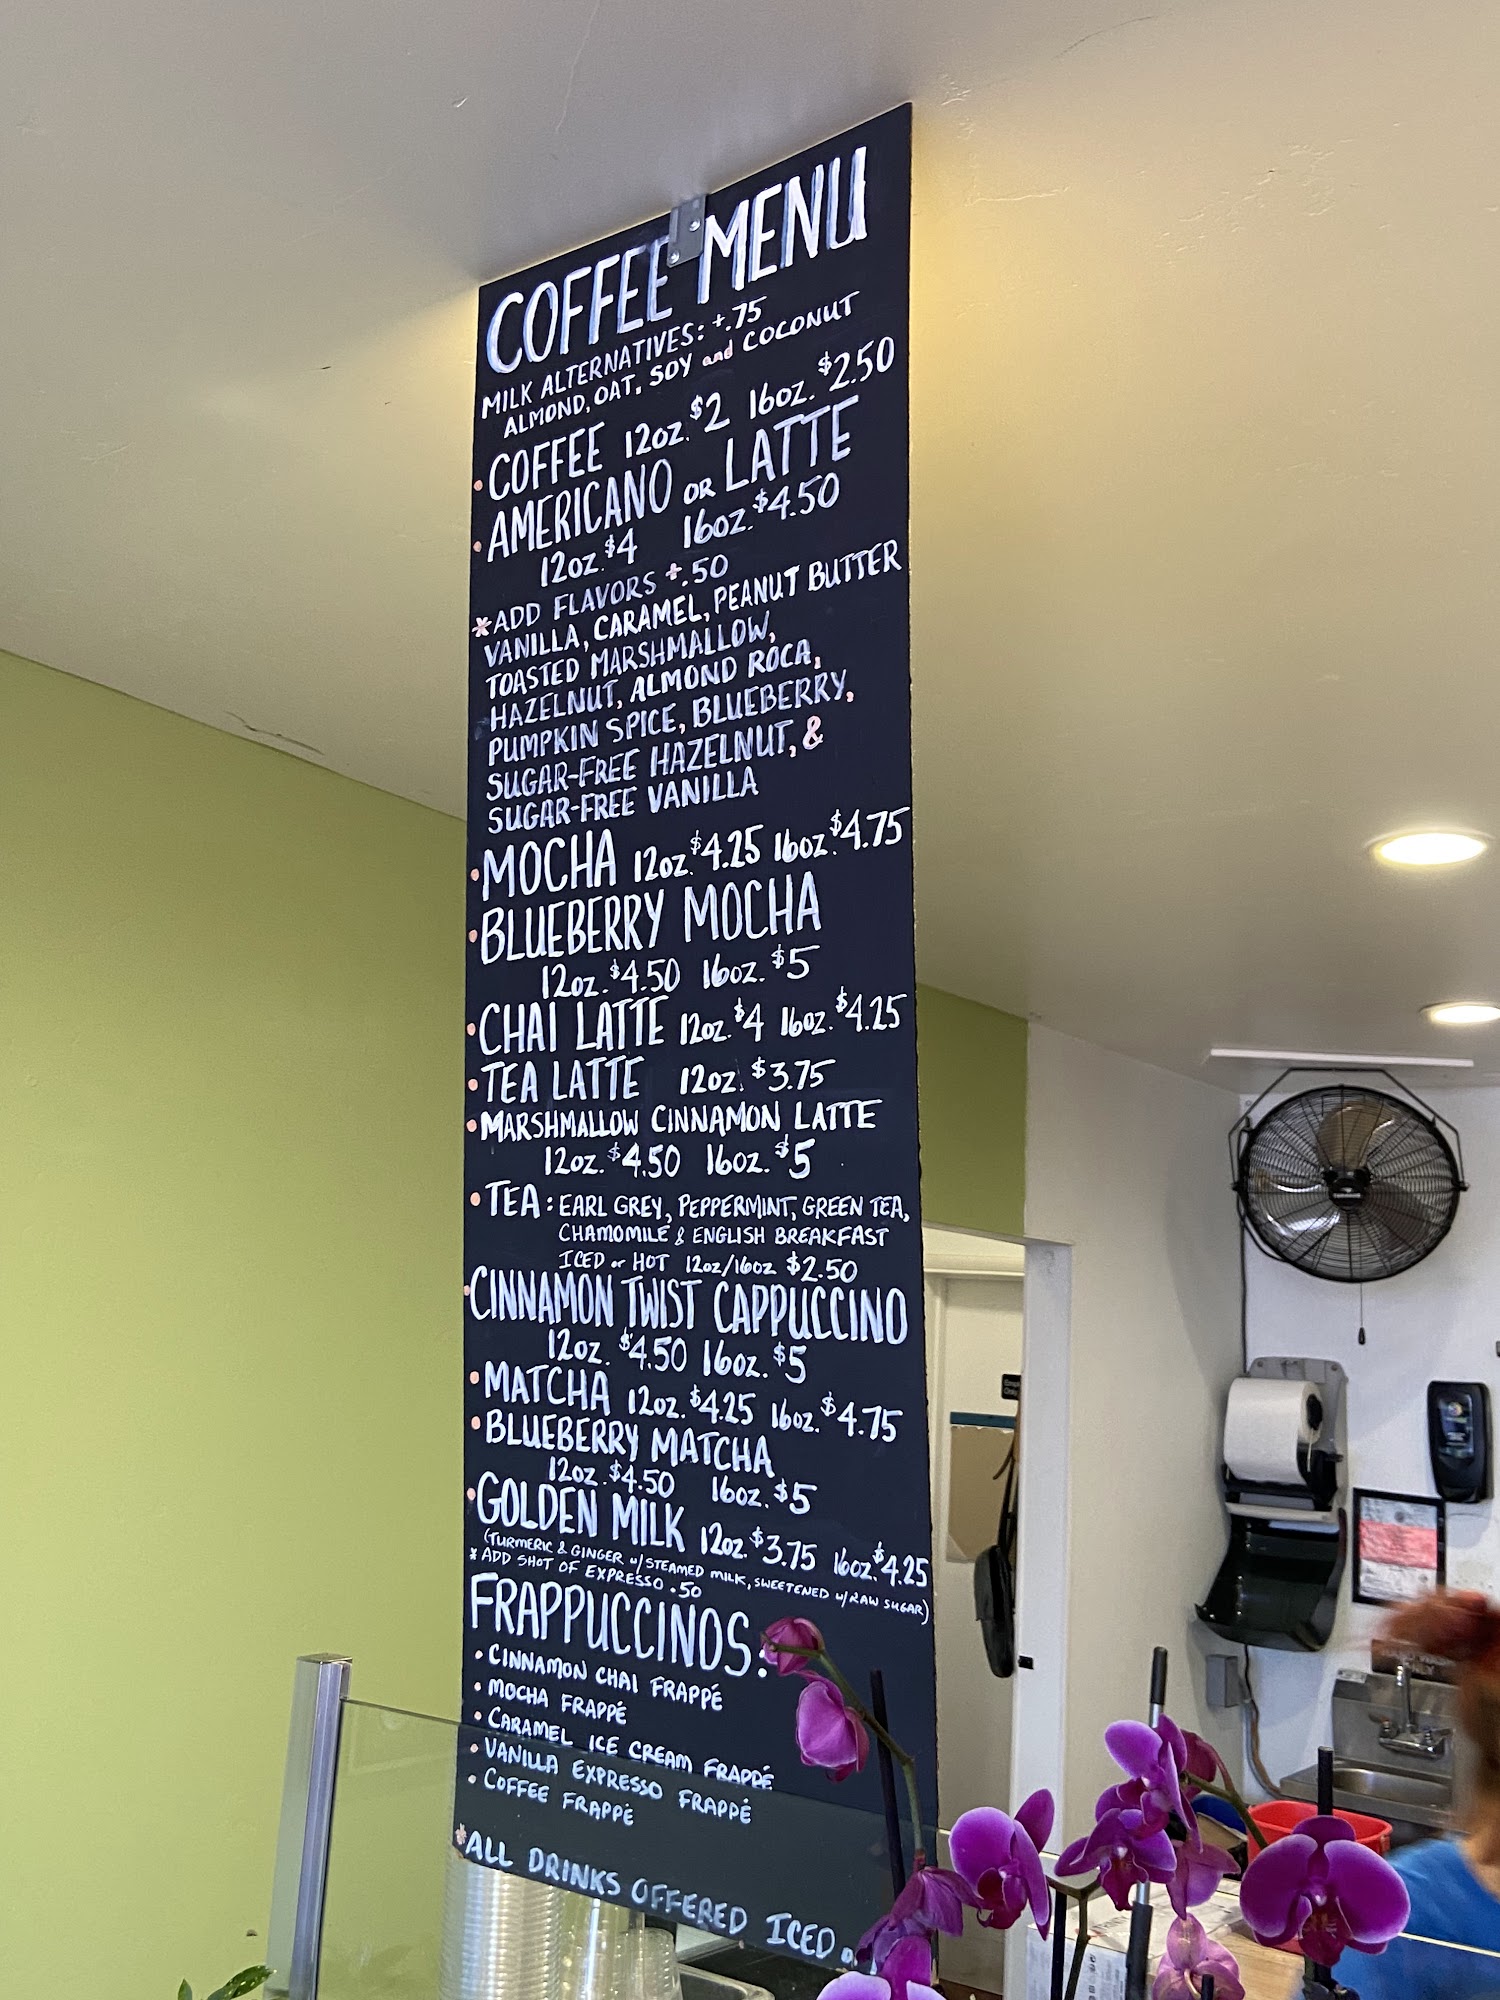 COFFEE MENU
MILK ALTERNATIVES: +.75
ALMOND, OAT, SOY and COCONUT
• COFFEE 12oz. $2 16oz. $2.50
• AMERICANO OR LATTE
12oz. $4 16oz. $4.50
*ADD FLAVORS +.50
VANILLA, CARAMEL, PEANUT BUTTER
TOASTED MARSHMALLOW,
HAZELNUT, ALMOND ROCA,
PUMPKIN SPICE, BLUEBERRY,
SUGAR-FREE HAZELNUT, &
SUGAR-FREE VANILLA
• MOCHA 12oz. $4.25 16oz. $4.75
• BLUEBERRY MOCHA
12oz. $4.50 16oz. $5
• CHAI LATTE 12oz. $4 16oz. $4.25
• TEA LATTE 12oz. $3.75
• MARSHMALLOW CINNAMON LATTE
12oz. $4.50 16oz. $5
• TEA: EARL GREY, PEPPERMINT, GREEN TEA,
CHAMOMILE & ENGLISH BREAKFAST
ICED or HOT 12oz/16oz $2.50
• CINNAMON TWIST CAPPUCCINO
12oz. $4.50 16oz. $5
• MATCHA 12oz. $4.25 16oz. $4.75
• BLUEBERRY MATCHA
12oz. $4.50 16oz. $5
• GOLDEN MILK 12oz. $3.75 16oz. $4.25
(TURMERIC & GINGER w/ STEAMED MILK, SWEETENED w/ RAW SUGAR)
* ADD SHOT OF EXPRESSO .50
FRAPPUCCINOS:
• CINNAMON CHAI FRAPPÉ
• MOCHA FRAPPÉ
• CARAMEL ICE CREAM FRAPPÉ
• VANILLA EXPRESSO FRAPPÉ
• COFFEE FRAPPÉ
*ALL DRINKS OFFERED ICED